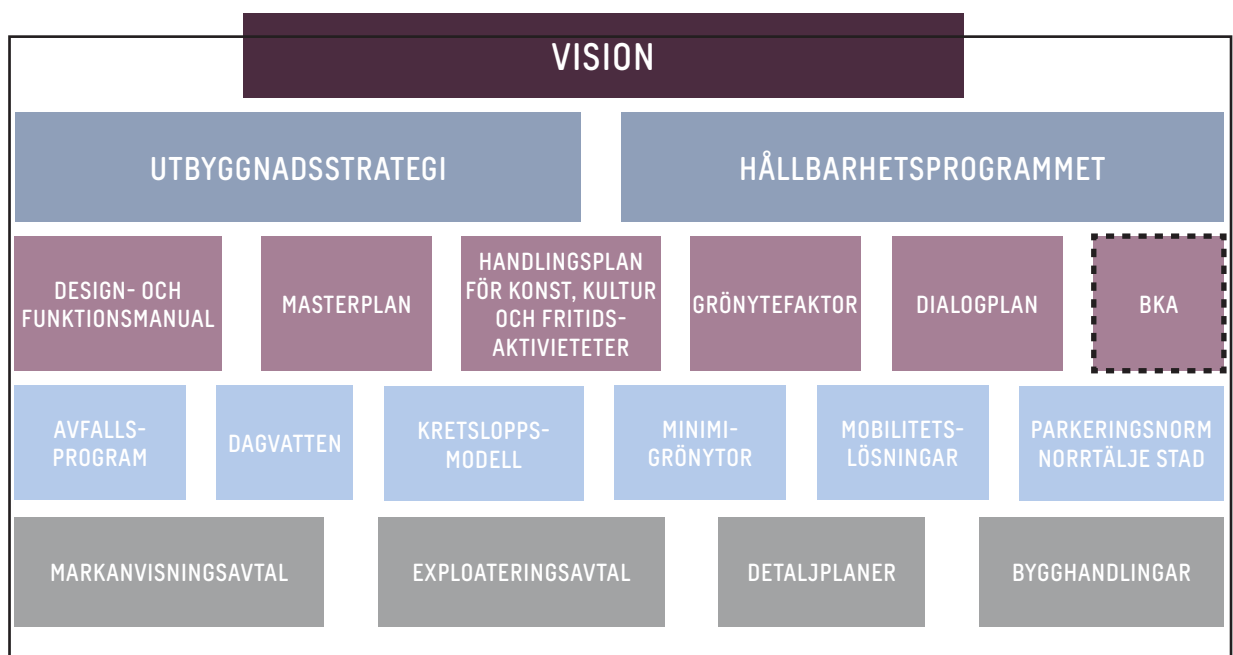 VISION
UTBYGGNADSSTRATEGI
HÅLLBARHETSPROGRAMMET
DESIGN- OCH
FUNKTIONSMANUAL
MASTERPLAN
HANDLINGSPLAN
FÖR KONST, KULTUR
OCH FRITIDS-
AKTIVIETETER
GRÖNYTEFAKTOR
DIALOGPLAN
BKA
AVFALLS-
PROGRAM
DAGVATTEN
KRETSLOPPS-
MODELL
MINIMI-
GRÖNYTOR
MOBILITETS-
LÖSNINGAR
PARKERINGSNORM
NORRTÄLJE STAD
MARKANVISNINGSAVTAL
EXPLOATERINGSAVTAL
DETALJPLANER
BYGGHANDLINGAR